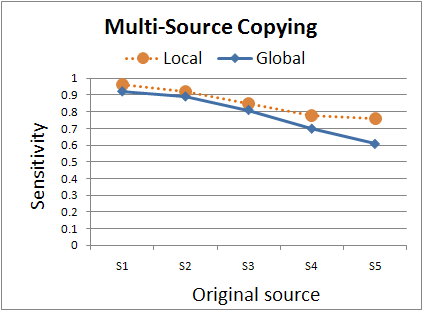 Multi-Source Copying
Local Global
Sensitivity
1
0.9
0.8
0.7
0.6
0.5
0.4
0.3
0.2
0.1
0
S1 S2 S3 S4 S5
Original source